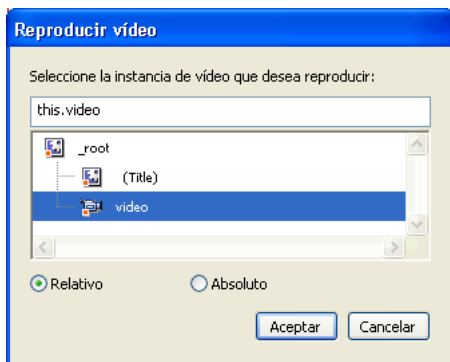 Reproducir vídeo
Seleccione la instancia de vídeo que desea reproducir:
this.video
_root
(Title)
video
Relativo Absoluto
Aceptar Cancelar